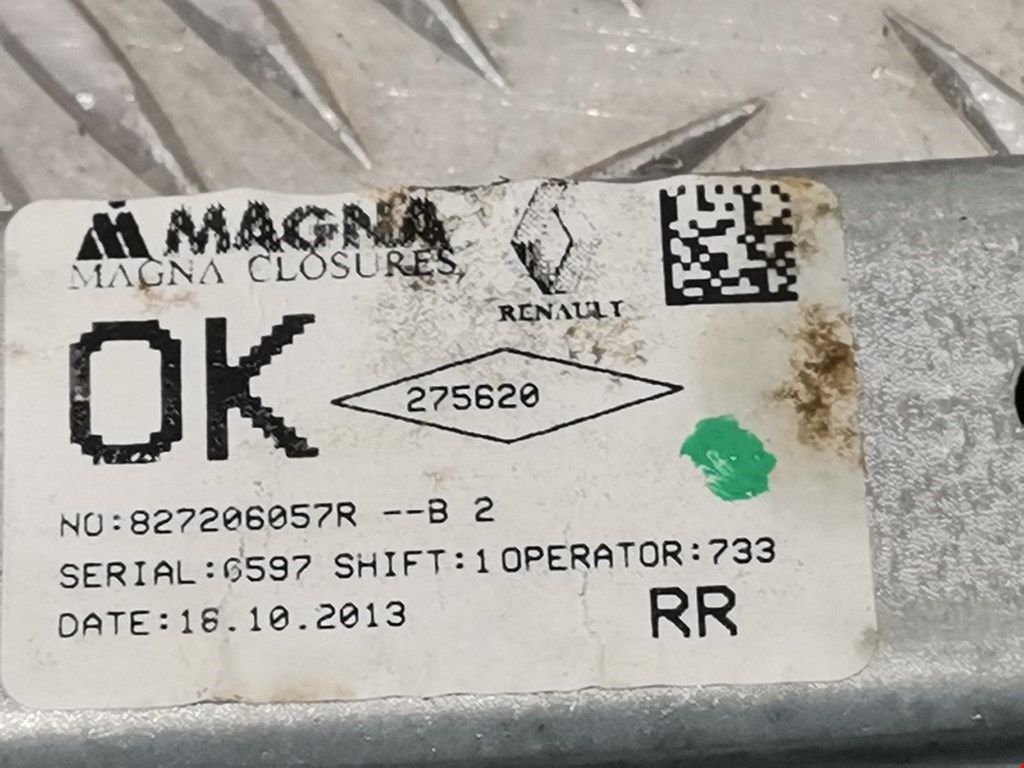 MAGNA
MAGNA CLOSURES
RENAULT
OK
275620
NO:827206057R --B 2
SERIAL:6597 SHIFT:1 OPERATOR:733
DATE:16.10.2013
RR